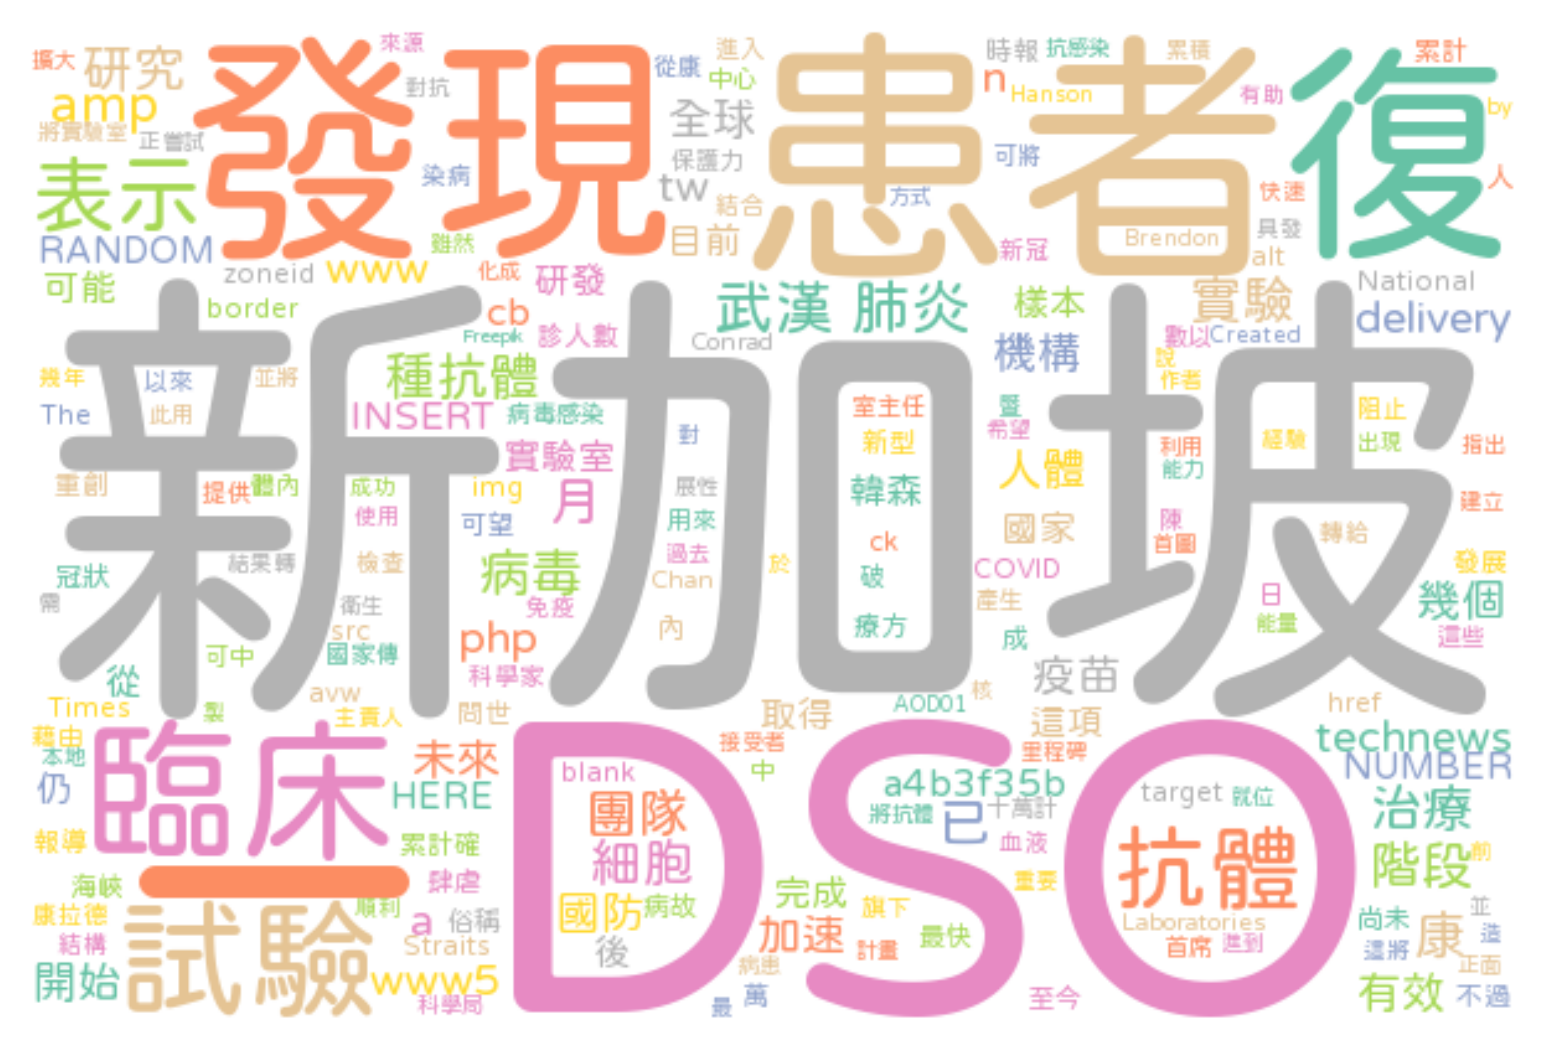 擴大 研究 發現 來源 對抗 從康 進入 中心 患者 時報 抗感染 累積 復 累計
amp 全球 n Hanson 有助 by
將實驗室 正 嘗試 染病 保護力 可將 人
表示 tw 結合 方式 快速
RANDOM 雖然 目前 新冠 Brendon 具發
可能 zoneid www 化成 研發 alt National
border cb 武漢 肺炎 樣本 實驗 delivery
新加坡 Freepik 診人數 Conrad 機構 數以 Created
幾年 以來 並將 種抗體 說 作者
The 此用 INSERT 病毒感染 對 室主任 暨 阻止
實驗室 新型 希望 利用 經驗 出現 指出
重創 提供 體內 成功 img 月 展性 韓森 人體 能力
使用 可望 用來 國家 陳 建立
結果轉 檢查 病毒 過去 ck 首圖 轉給
冠狀 Chan 於 破 COVID 發展
需 衛生 免疫 產生 日 幾個
src php 內 療方 成 能量 這些
可中 國家傳 科學家 疫苗
從 avw 核 href
Times 製 主責人 問世 取得 AOD01 這項
藉由 臨床 未來 DSO 接受者 里程碑 technews
本地 blank 中 NUMBER
仍 HERE 團隊 a4b3f35b target 就位 治療
報導 累計確 細胞 將抗體 已 十萬計 血液 抗體 階段 前
海峽 _ 肆虐 完成 重要
康拉德 試驗 順利 a 俗稱 國防 病故 旗下 Laboratories 尚未 並
結構 Straits 後 加速 計畫 最快 首席 進到 這將 康 造
開始 www5 病患 正面
科學局 最 萬 至今 有效 不過